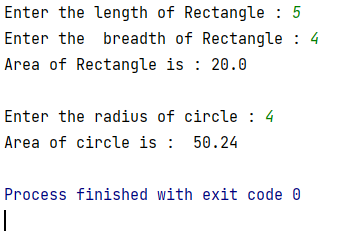 Enter the length of Rectangle : 5
Enter the  breadth of Rectangle : 4
Area of Rectangle is : 20.0
Enter the radius of circle : 4
Area of circle is :  50.24
Process finished with exit code 0